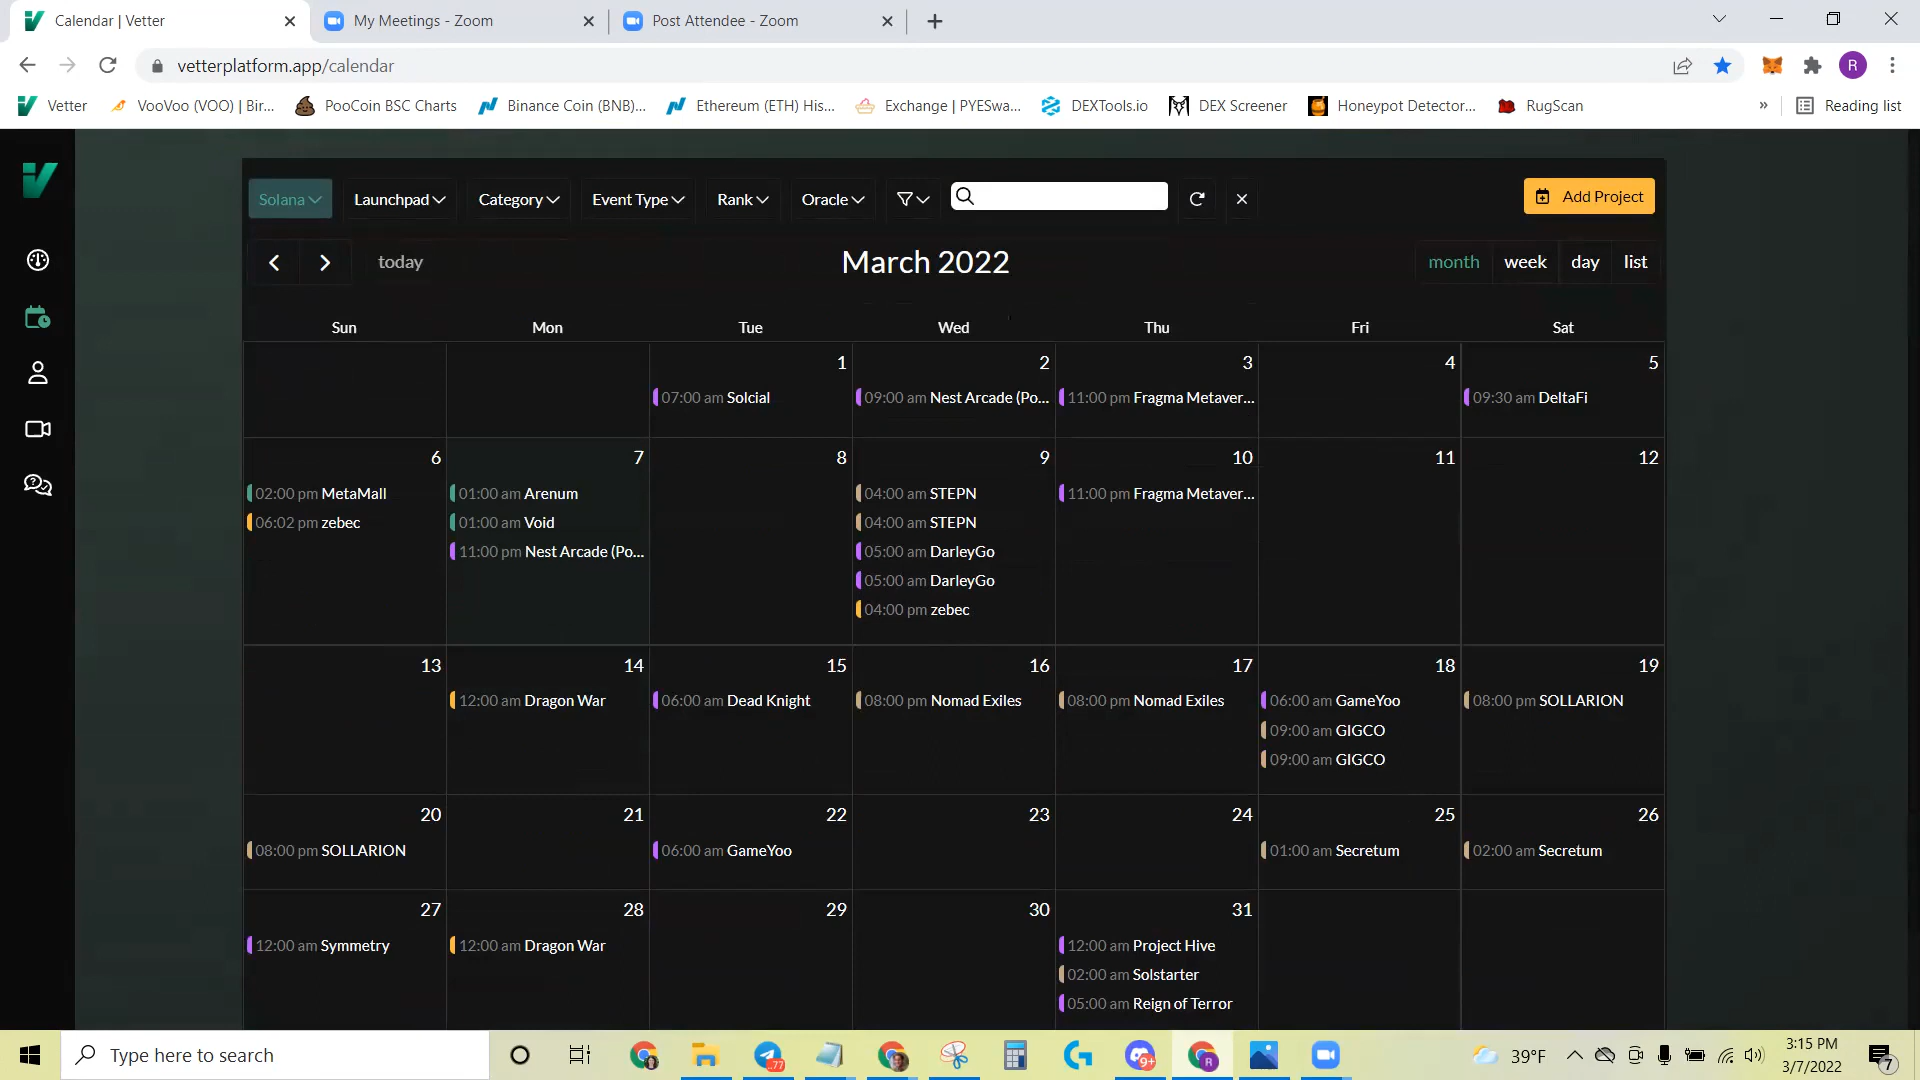 Calendar | Vetter
My Meetings - Zoom
Post Attendee - Zoom
vetterplatform.app/calendar
R
Vetter
VooVoo (VOO) | Bir...
PooCoin BSC Charts
Binance Coin (BNB)...
Ethereum (ETH) His...
Exchange | PYESwa...
DEXTools.io
DEX Screener
Honeypot Detector...
RugScan
»
Reading list
Solana
Launchpad
Category
Event Type
Rank
Oracle
Add Project
today
March 2022
month
week
day
list
Sun Mon Tue Wed Thu Fri Sat
1 2 3 4 5
07:00 am Solcial
09:00 am Nest Arcade (Po...
11:00 pm Fragma Metaver...
09:30 am DeltaFi
6 7 8 9 10 11 12
02:00 pm MetaMall
06:02 pm zebec
01:00 am Arenum
01:00 am Void
11:00 pm Nest Arcade (Po...
04:00 am STEPN
04:00 am STEPN
05:00 am DarleyGo
05:00 am DarleyGo
04:00 pm zebec
11:00 pm Fragma Metaver...
13 14 15 16 17 18 19
12:00 am Dragon War
06:00 am Dead Knight
08:00 pm Nomad Exiles
08:00 pm Nomad Exiles
06:00 am GameYoo
09:00 am GIGCO
09:00 am GIGCO
08:00 pm SOLLARION
20 21 22 23 24 25 26
08:00 pm SOLLARION
06:00 am GameYoo
01:00 am Secretum
02:00 am Secretum
27 28 29 30 31
12:00 am Symmetry
12:00 am Dragon War
12:00 am Project Hive
02:00 am Solstarter
05:00 am Reign of Terror
Type here to search
..77
9+
R
39°F
3:15 PM
3/7/2022
7